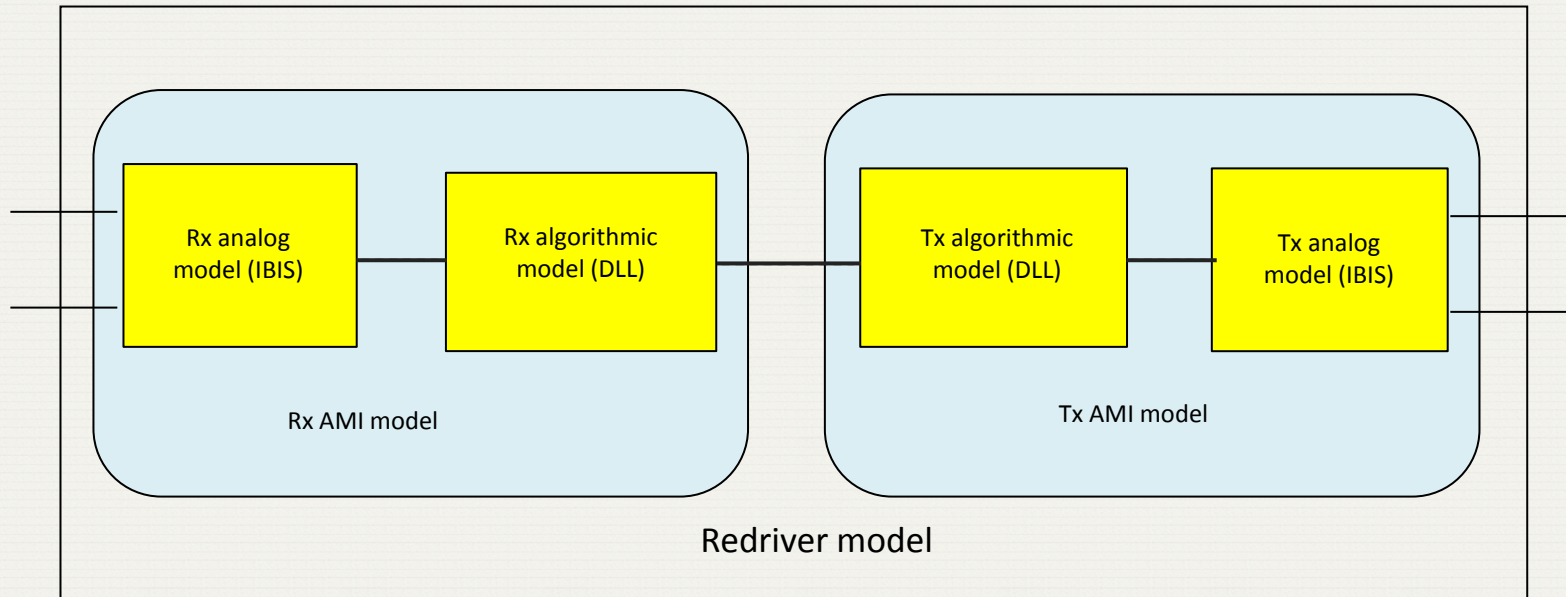 Rx analog
model (IBIS)
Rx algorithmic
model (DLL)
Tx algorithmic
model (DLL)
Tx analog
model (IBIS)
Rx AMI model
Tx AMI model
Redriver model